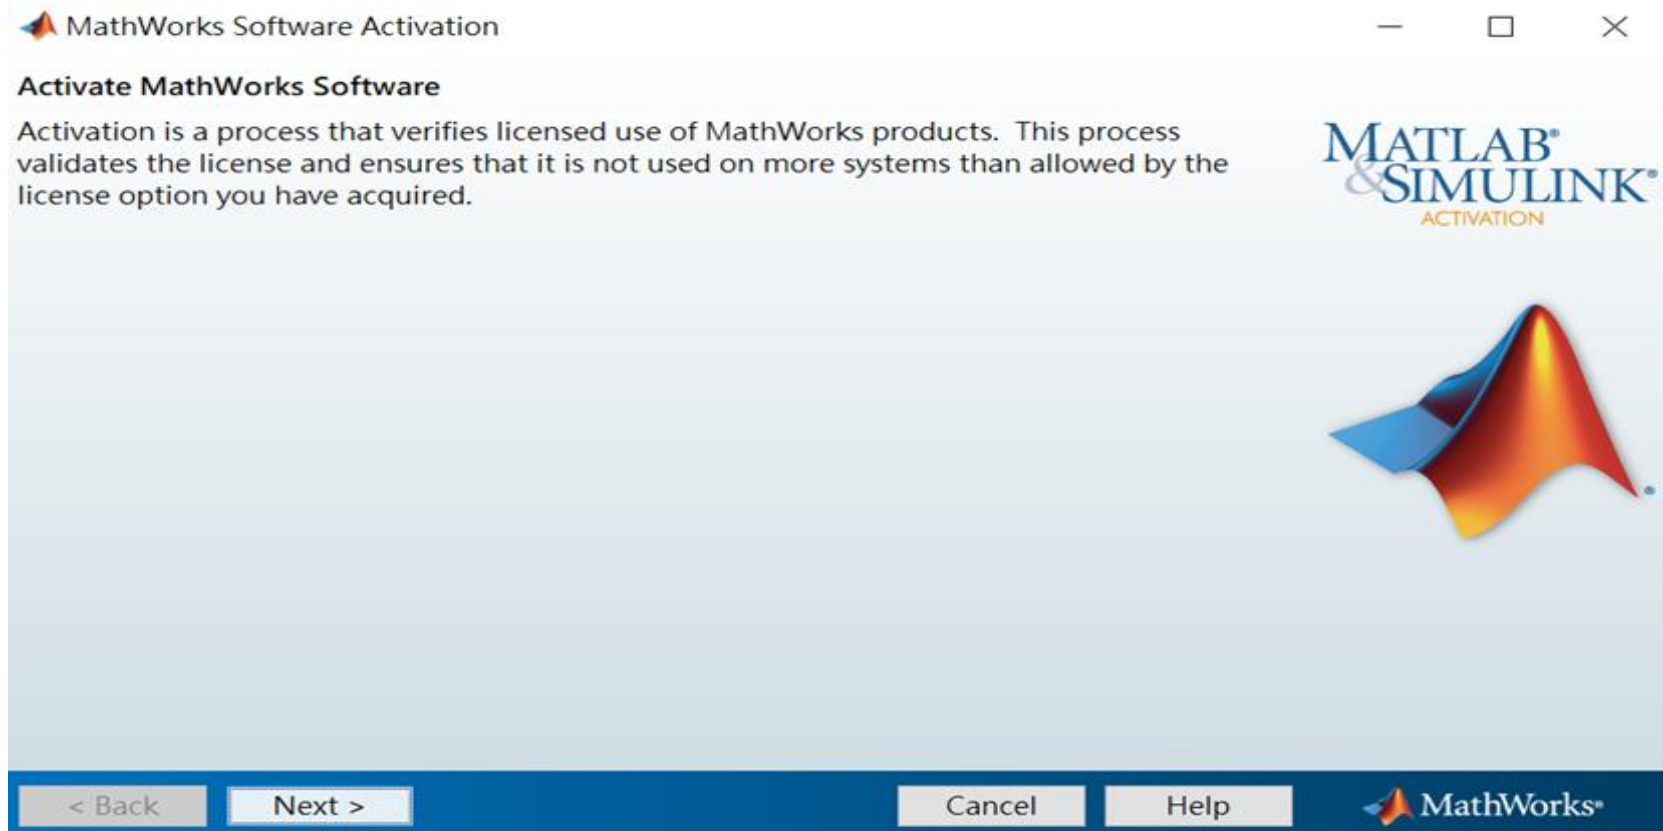 MathWorks Software Activation
Activate MathWorks Software
Activation is a process that verifies licensed use of MathWorks products.  This process
validates the license and ensures that it is not used on more systems than allowed by the
license option you have acquired.
MATLAB®
&SIMULINK®
ACTIVATION
®
< Back
Next >
Cancel
Help
MathWorks®